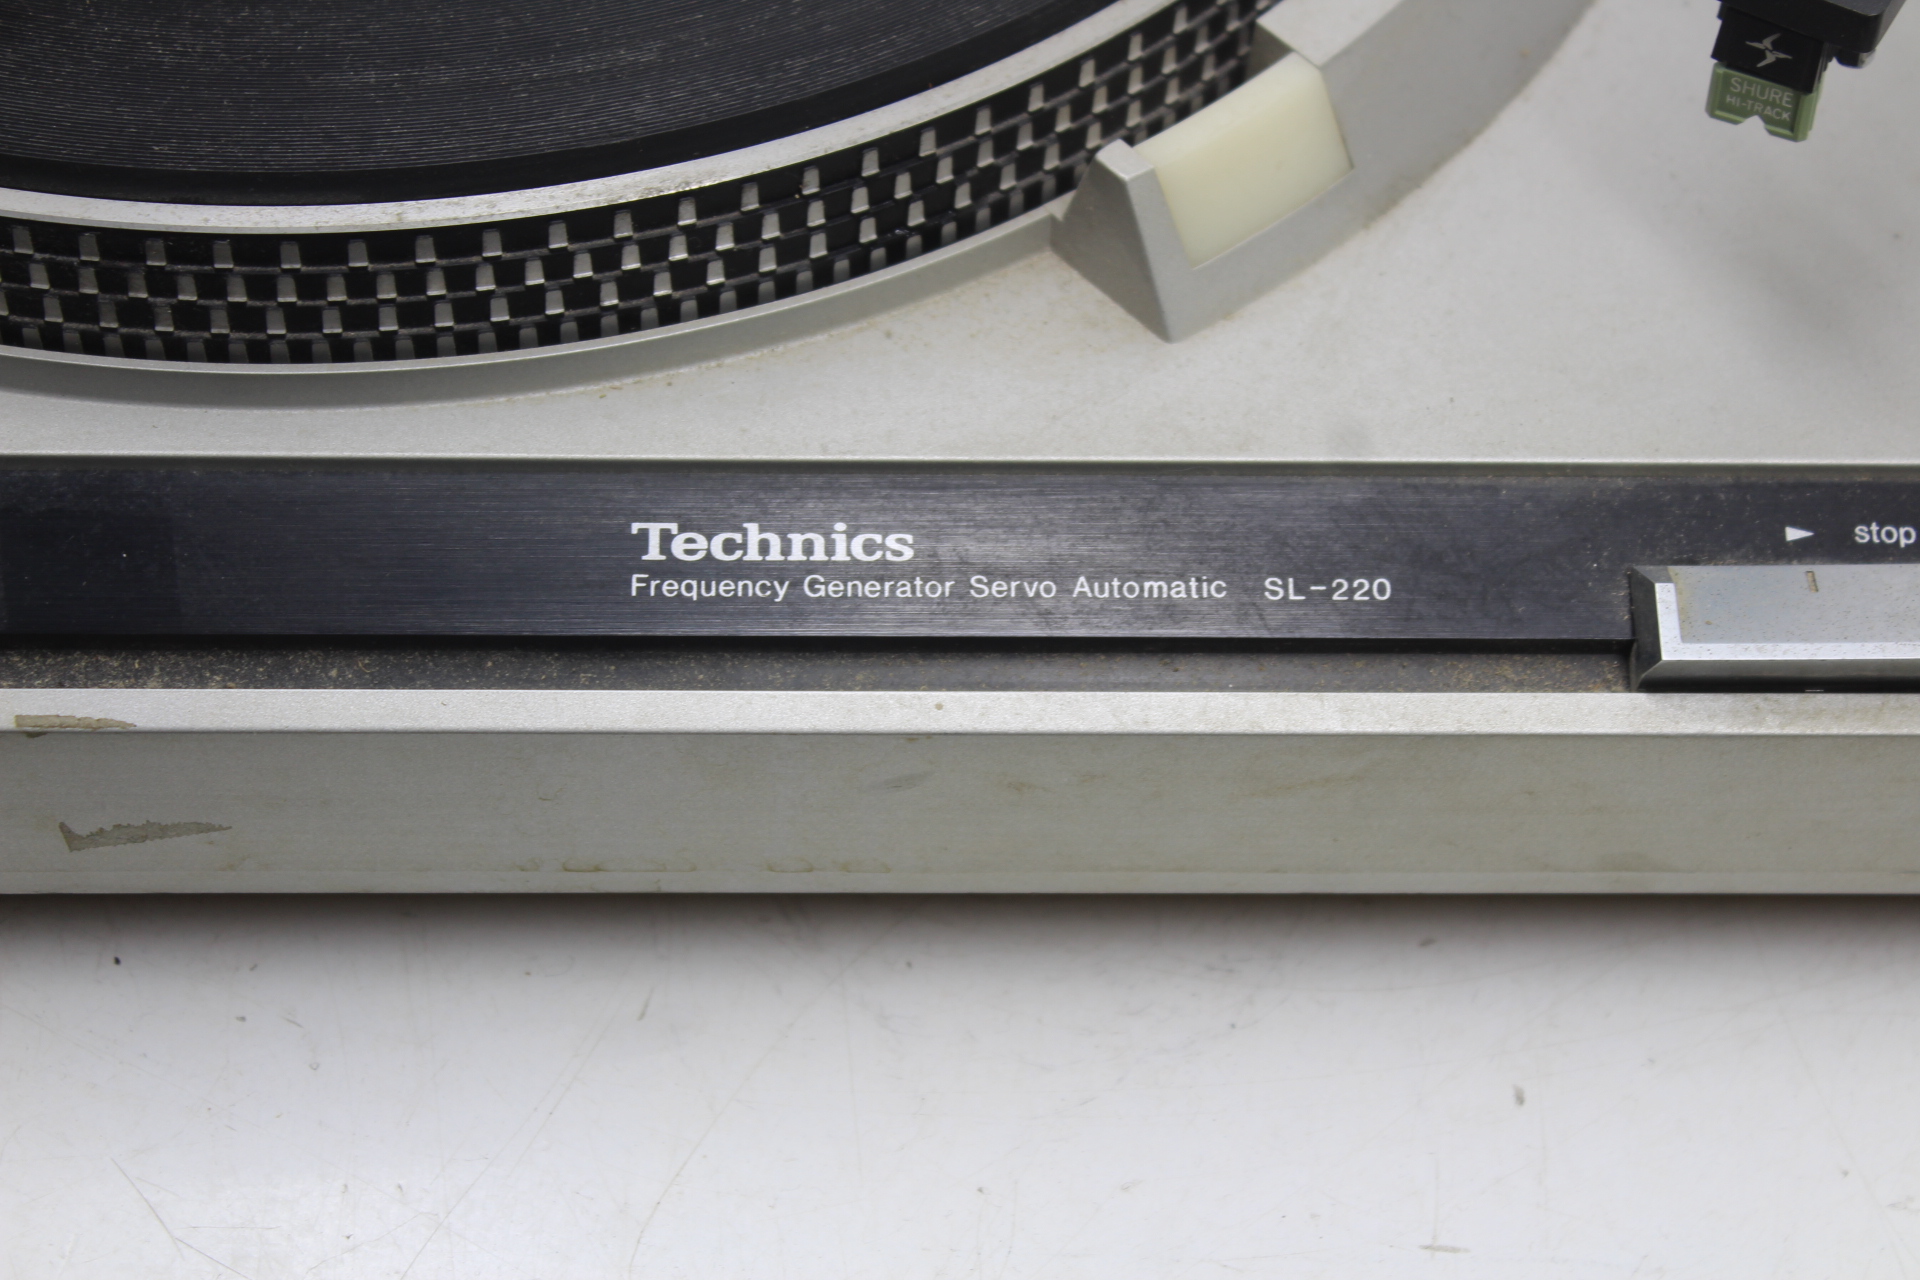 SHURE
HI-TRACK
Technics
Frequency Generator Servo Automatic SL-220
► stop